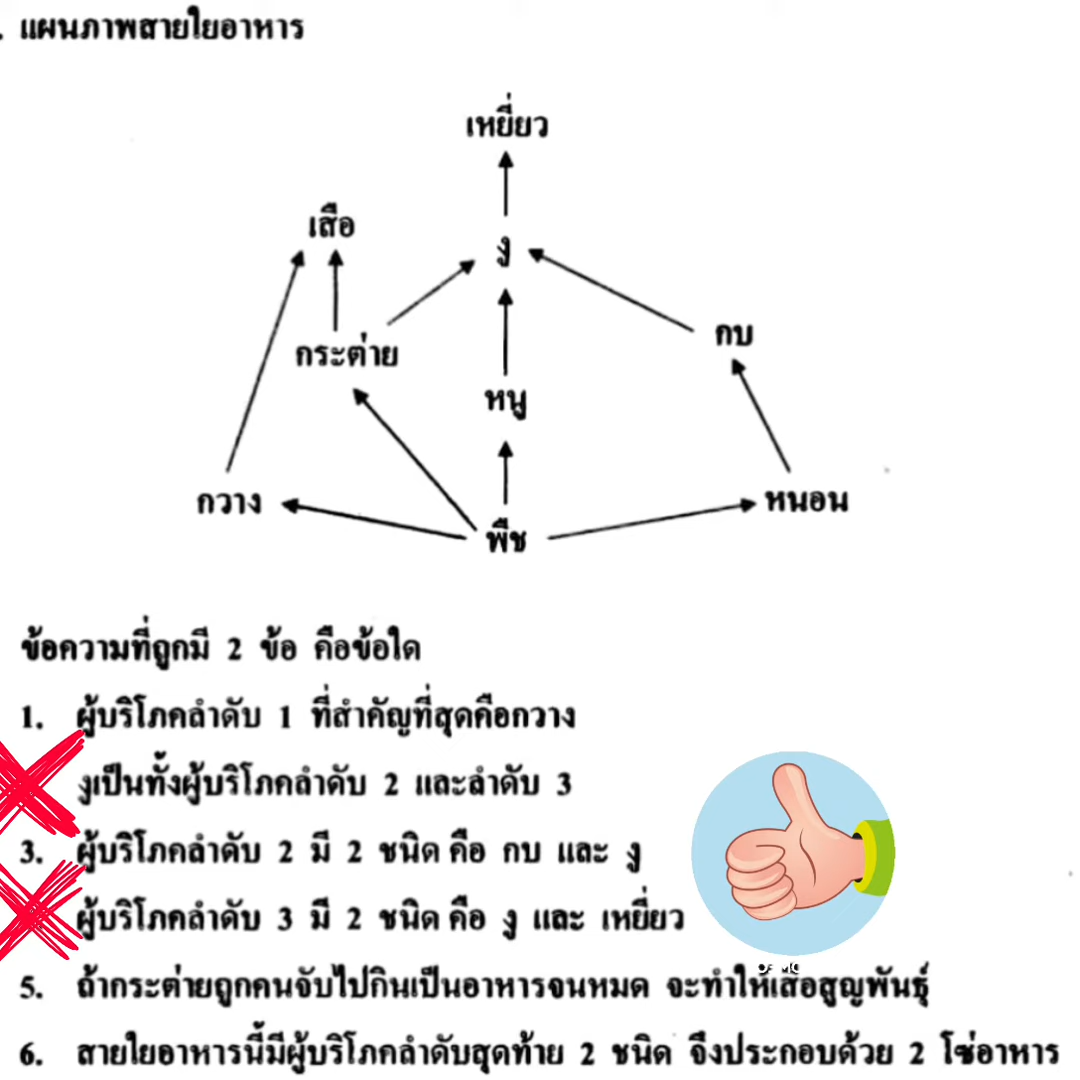 . แผนภาพสายใยอาหาร
เหยี่ยว
เสือ
งู
กบ
กระต่าย
หนู
กวาง
หนอน
พืช
ข้อความที่ถูกมี 2 ข้อ คือข้อใด
1. ผู้บริโภคลำดับ 1 ที่สำคัญที่สุดคือกวาง
งูเป็นทั้งผู้บริโภคลำดับ 2 และลำดับ 3
3. ผู้บริโภคลำดับ 2 มี 2 ชนิด คือ กบ และ งู
ผู้บริโภคลำดับ 3 มี 2 ชนิด คือ งู และ เหยี่ยว
5. ถ้ากระต่ายถูกคนจับไปกินเป็นอาหารจนหมด จะทำให้เสือสูญพันธุ์
6. สายใยอาหารนี้มีผู้บริโภคลำดับสุดท้าย 2 ชนิด จึงประกอบด้วย 2 โซ่อาหาร